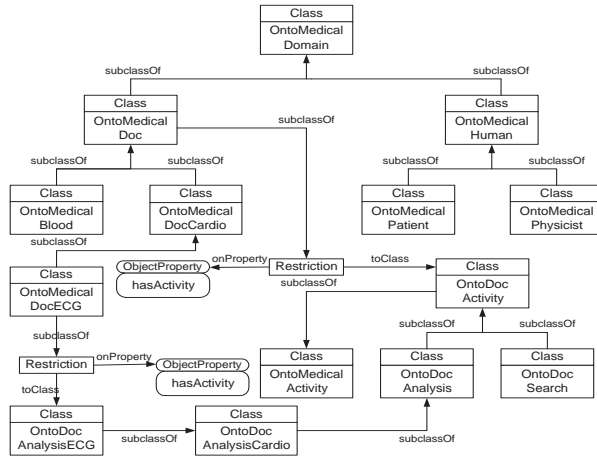 Class
OntoMedical
Domain
subclassOf
subclassOf
Class
OntoMedical
Doc
subclassOf
Class
OntoMedical
Human
subclassOf
subclassOf
subclassOf
subclassOf
Class
OntoMedical
Blood
Class
OntoMedical
DocCardio
Class
OntoMedical
Patient
Class
OntoMedical
Physicist
subclassOf
Class
OntoMedical
DocECG
ObjectProperty
hasActivity
onProperty
Restriction
toClass
Class
OntoDoc
Activity
subclassOf
subclassOf
subclassOf
subclassOf
Restriction
onProperty
ObjectProperty
hasActivity
Class
OntoMedical
Activity
Class
OntoDoc
Analysis
Class
OntoDoc
Search
toClass
Class
OntoDoc
AnalysisECG
subclassOf
Class
OntoDoc
AnalysisCardio
subclassOf